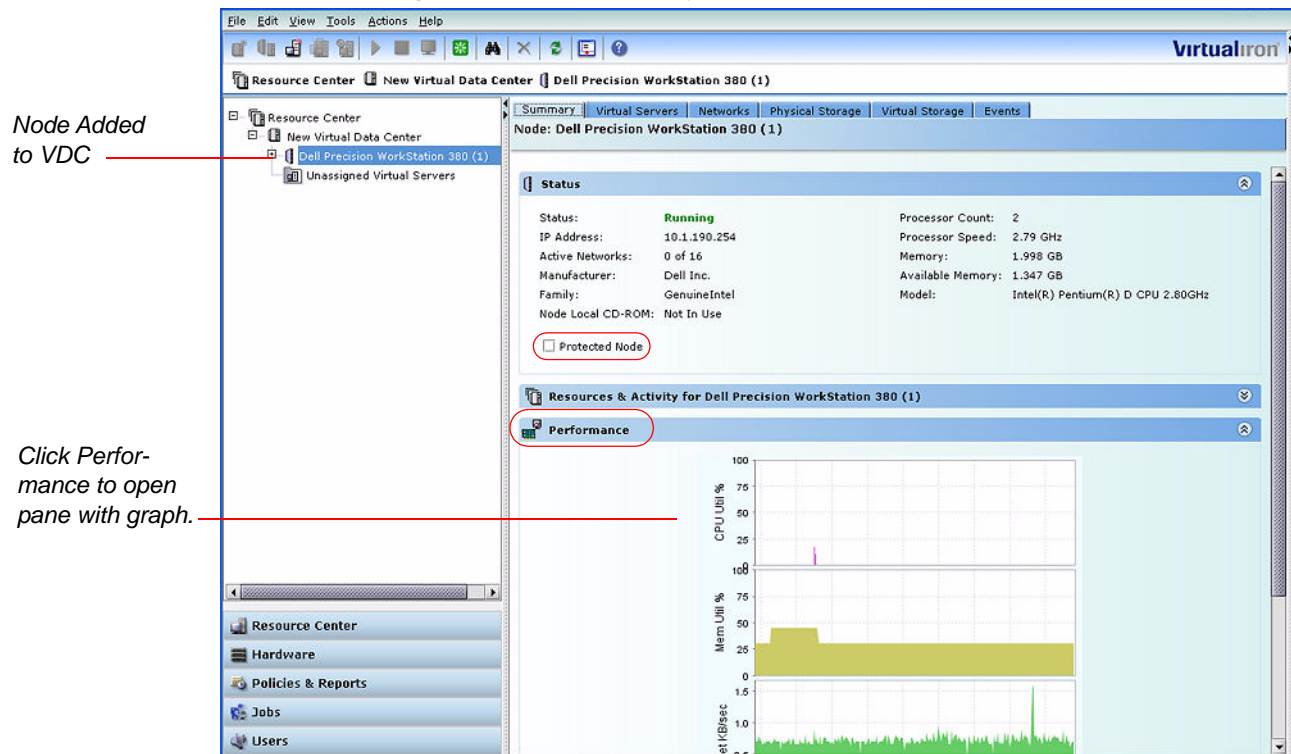 File Edit View Tools Actions Help
Virtualiron
Resource Center New Virtual Data Center Dell Precision WorkStation 380 (1)
Node Added
to VDC
Resource Center
New Virtual Data Center
Dell Precision WorkStation 380 (1)
Unassigned Virtual Servers
Summary Virtual Servers Networks Physical Storage Virtual Storage Events
Node: Dell Precision WorkStation 380 (1)
Status
Status: Running Processor Count: 2
IP Address: 10.1.190.254 Processor Speed: 2.79 GHz
Active Networks: 0 of 16 Memory: 1.998 GB
Manufacturer: Dell Inc. Available Memory: 1.347 GB
Family: GenuineIntel Model: Intel(R) Pentium(R) D CPU 2.80GHz
Node Local CD-ROM: Not In Use
Protected Node
Resources & Activity for Dell Precision WorkStation 380 (1)
Performance
Click Perfor-
mance to open
pane with graph.
100
75
50
25
0
CPU Util %
100
75
50
25
0
Mem Util %
1.5
1.0
KB/sec
Resource Center
Hardware
Policies & Reports
Jobs
Users